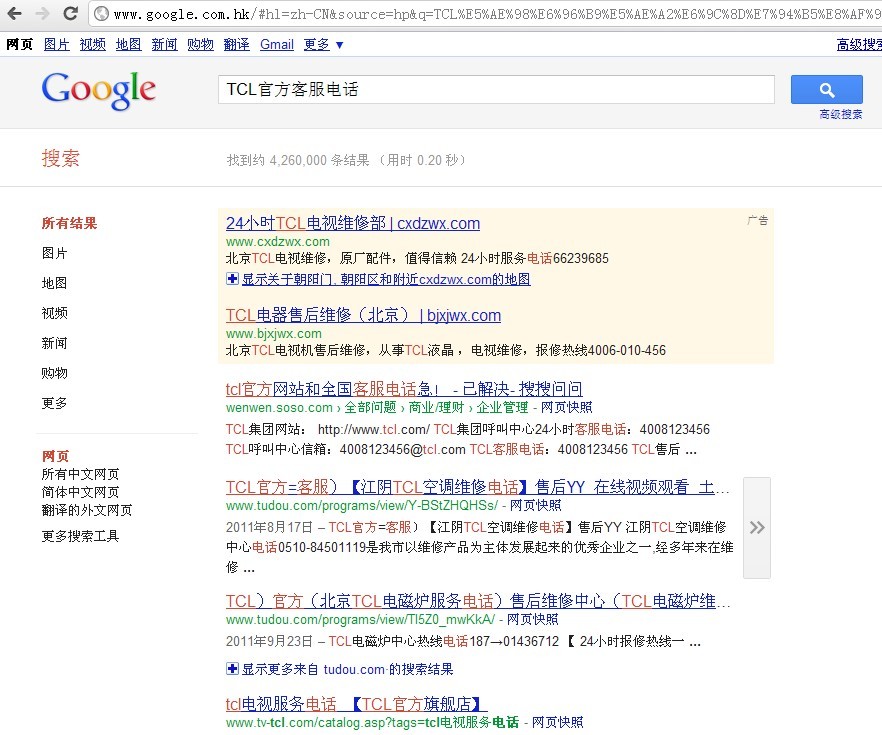 www.google.com.hk/#hl=zh-CN&source=hp&q=TCL%E5%AE%98%E6%96%B9%E5%AE%A2%E6%9C%8D%E7%94%B5%E8%AF%9
网页 图片 视频 地图 新闻 购物 翻译 Gmail 更多 ▼ 高级搜索
Google TCL官方客服电话
高级搜索
搜索 找到约 4,260,000 条结果 （用时 0.20 秒）
所有结果
图片
地图
视频
新闻
购物
更多
网页
所有中文网页
简体中文网页
翻译的外文网页
更多搜索工具
24小时TCL电视维修部 | cxdzwx.com 广告
www.cxdzwx.com
北京TCL电视维修，原厂配件，值得信赖 24小时服务电话66239685
显示关于朝阳门, 朝阳区和附近cxdzwx.com的地图
TCL电器售后维修（北京） | bjxjwx.com
www.bjxjwx.com
北京TCL电视机售后维修，从事TCL液晶 ，电视维修，报修热线4006-010-456
tcl官方网站和全国客服电话急！ - 已解决- 搜搜问问
wenwen.soso.com › 全部问题 › 商业/理财 › 企业管理 - 网页快照
TCL集团网站： http://www.tcl.com/ TCL集团呼叫中心24小时客服电话：4008123456
TCL呼叫中心信箱：4008123456@tcl.com TCL客服电话：4008123456 TCL售后 ...
TCL官方=客服）【江阴TCL空调维修电话】售后YY_在线视频观看_土...
www.tudou.com/programs/view/Y-BStZHQHSs/ - 网页快照
2011年8月17日 – TCL官方=客服）【江阴TCL空调维修电话】售后YY 江阴TCL空调维修
中心电话0510-84501119是我市以维修产品为主体发展起来的优秀企业之一,经多年来在维
修 ...
TCL）官方（北京TCL电磁炉服务电话）售后维修中心（TCL电磁炉维...
www.tudou.com/programs/view/Tl5Z0_mwKkA/ - 网页快照
2011年9月23日 – TCL电磁炉中心热线电话187→01436712 【 24小时报修热线一 ...
显示更多来自 tudou.com 的搜索结果
tcl电视服务电话_【TCL官方旗舰店】
www.tv-tcl.com/catalog.asp?tags=tcl电视服务电话 - 网页快照